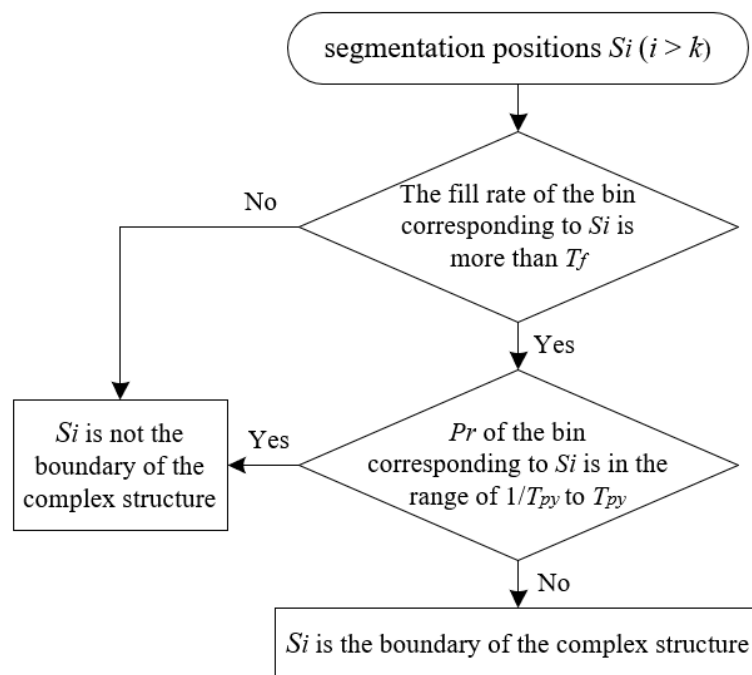 segmentation positions Si (i > k)
The fill rate of the bin
corresponding to Si is
more than Tf
No
Yes
Pr of the bin
corresponding to Si is in the
range of 1/Tpy to Tpy
Yes
Si is not the
boundary of the
complex structure
No
Si is the boundary of the complex structure